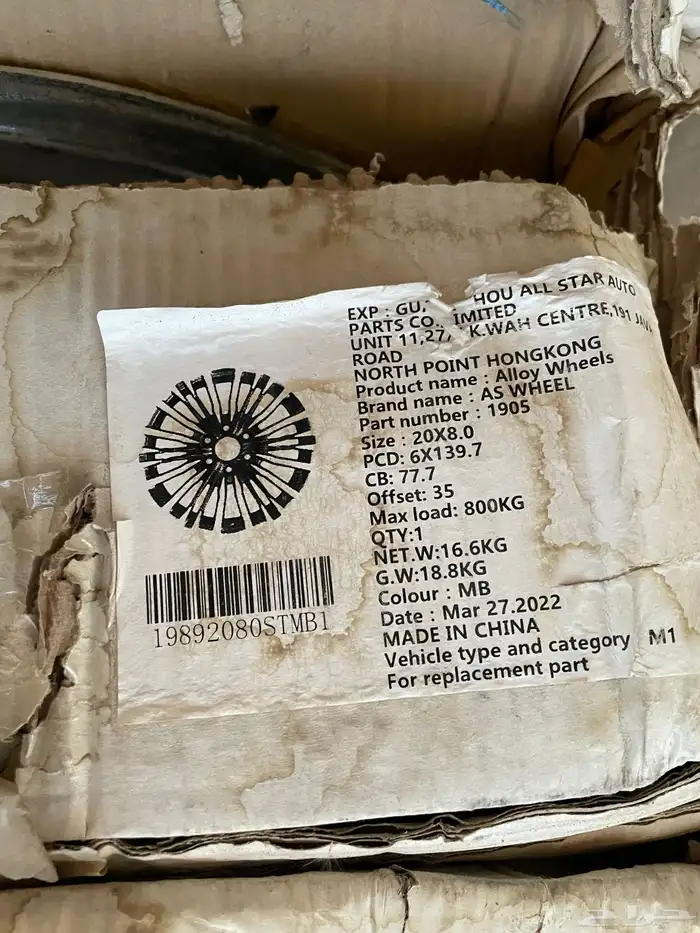 EXP : GU HOU ALL STAR AUTO
PARTS CO., IMITED
UNIT 11,27 K.WAH CENTRE,191
ROAD
NORTH POINT HONGKONG
Product name : Alloy Wheels
Brand name : AS WHEEL
Part number : 1905
Size : 20X8.0
PCD: 6X139.7
CB: 77.7
Offset: 35
Max load: 800KG
QTY:1
NET.W:16.6KG
G.W:18.8KG
Colour : MB
Date : Mar 27.2022
MADE IN CHINA
Vehicle type and category M1
For replacement part
19892080STMB1
حراج